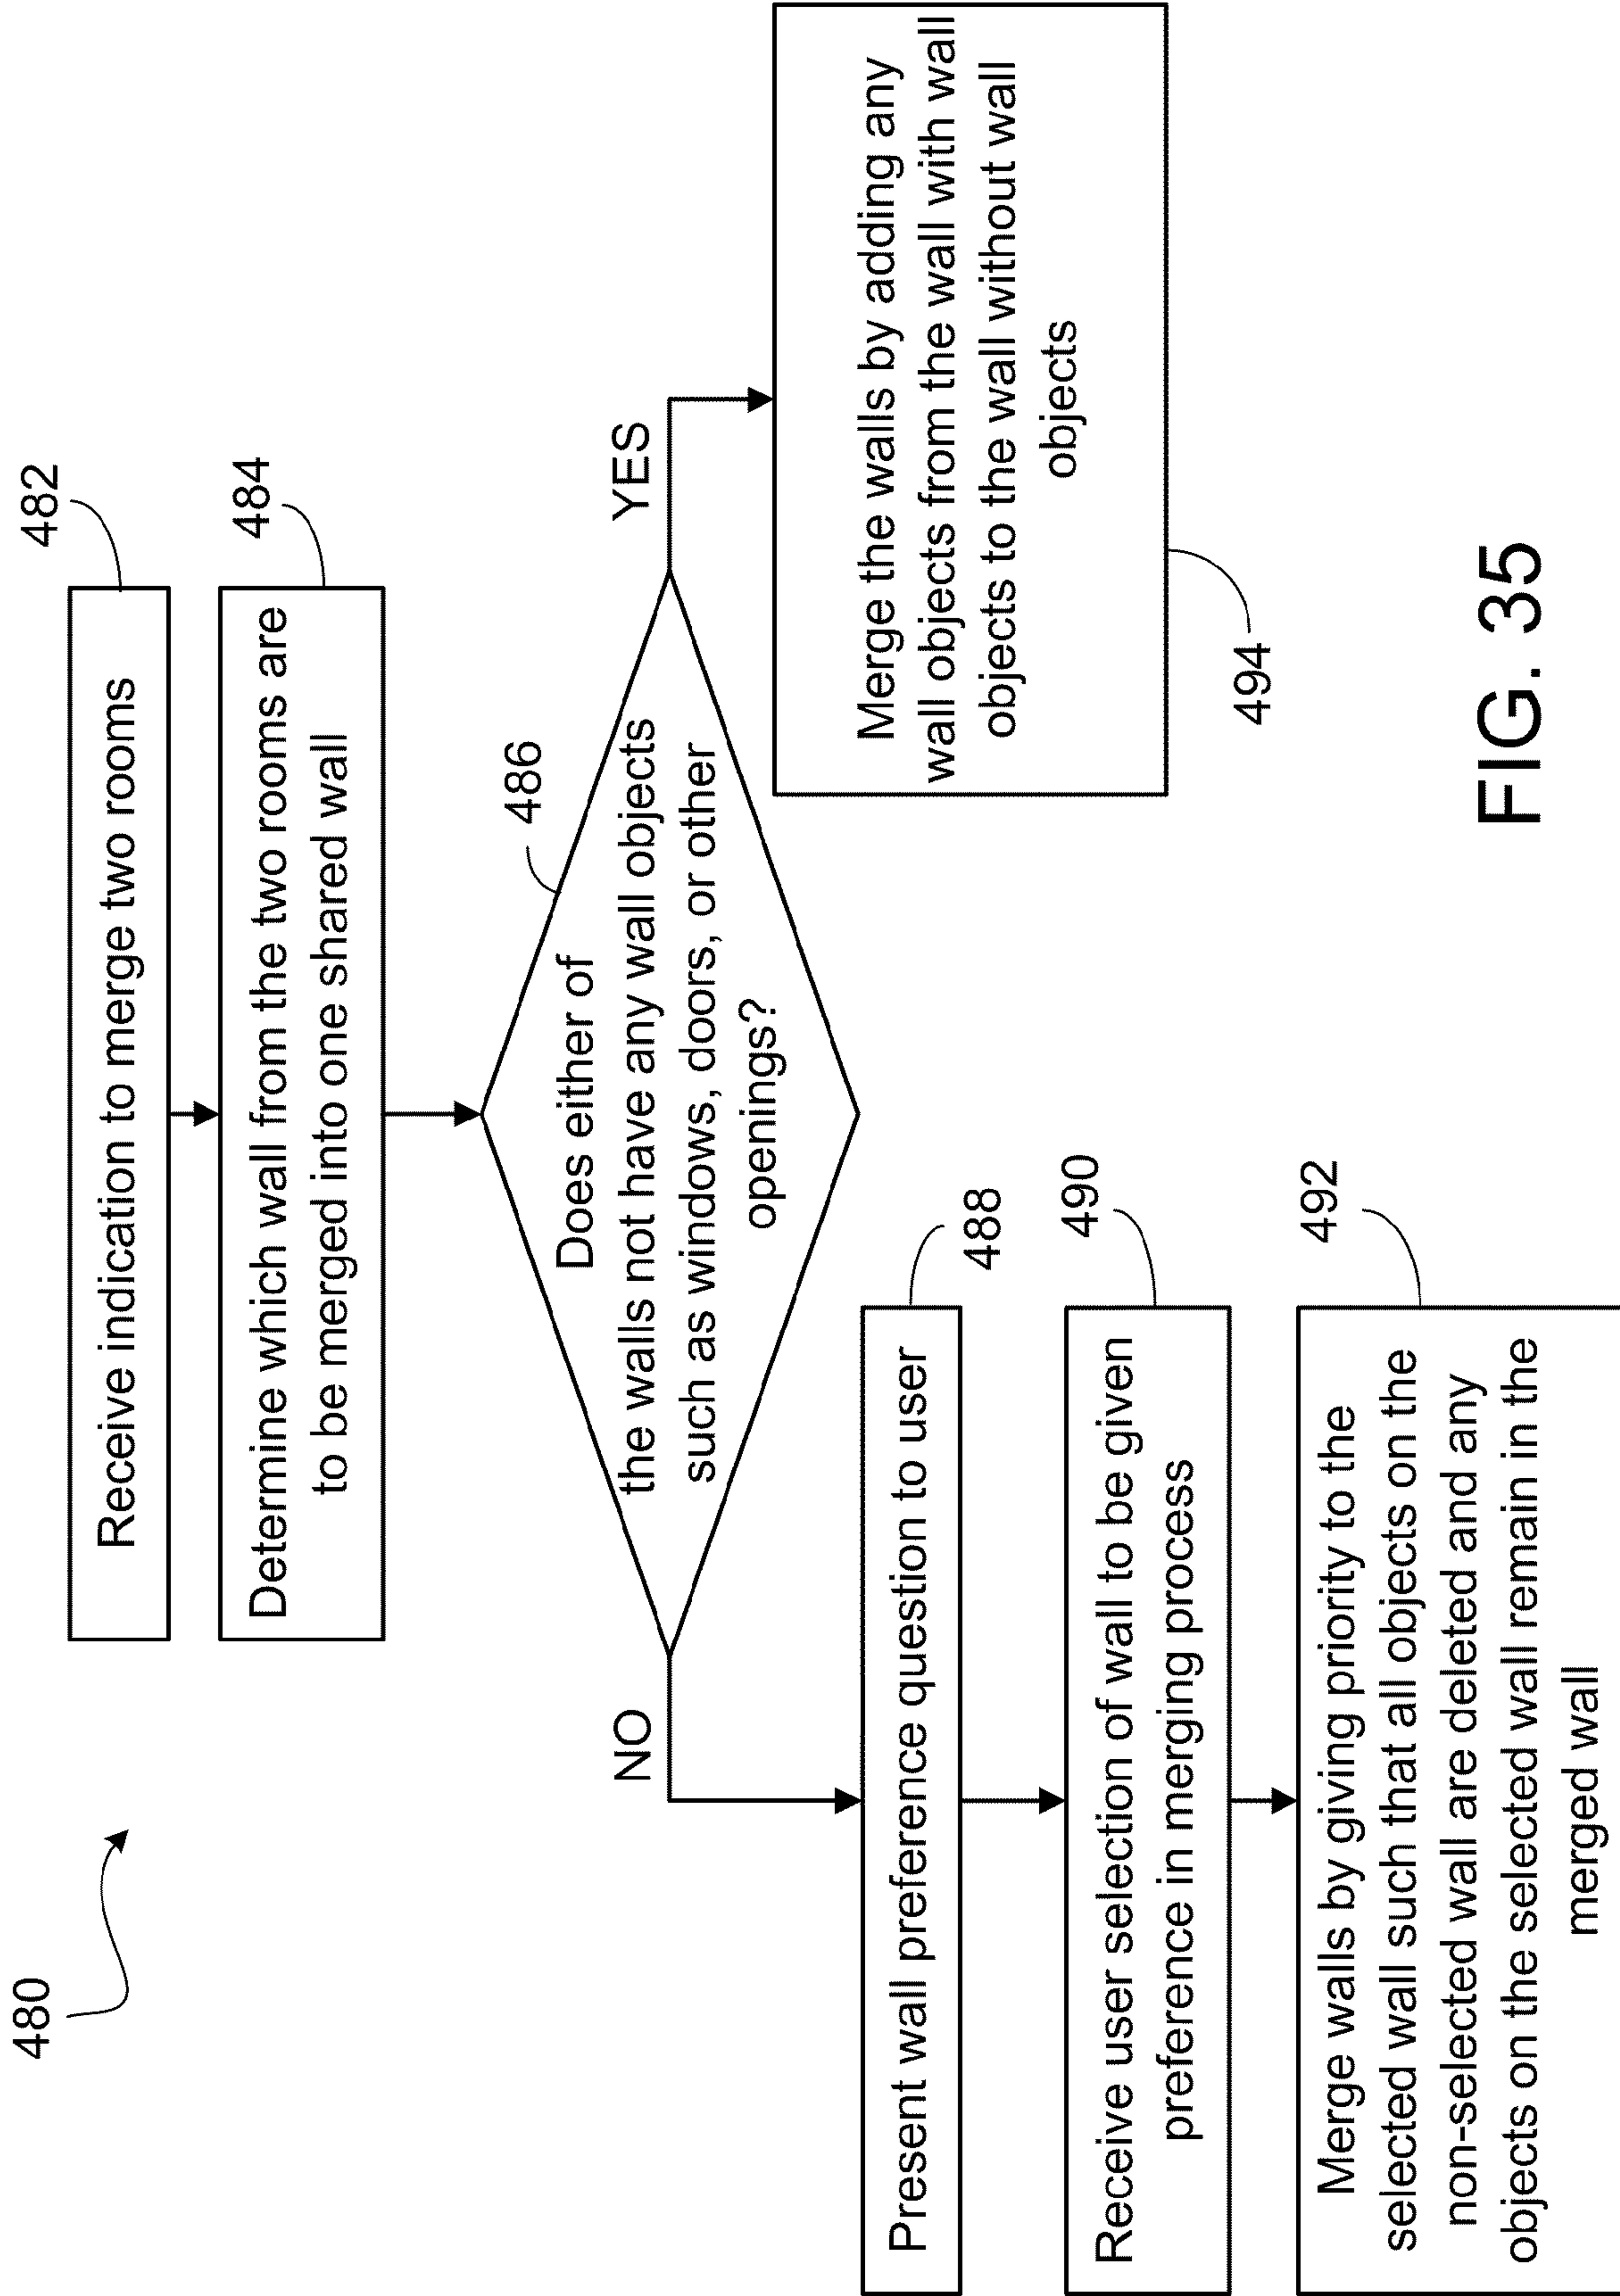 480
482
Receive indication to merge two rooms
484
Determine which wall from the two rooms are
to be merged into one shared wall
486
Does either of
the walls not have any wall objects
such as windows, doors, or other
openings?
NO
YES
488
Present wall preference question to user
490
Receive user selection of wall to be given
preference in merging process
492
Merge walls by giving priority to the
selected wall such that all objects on the
non-selected wall are deleted and any
objects on the selected wall remain in the
merged wall
Merge the walls by adding any
wall objects from the wall with wall
objects to the wall without wall
objects
494
FIG. 35